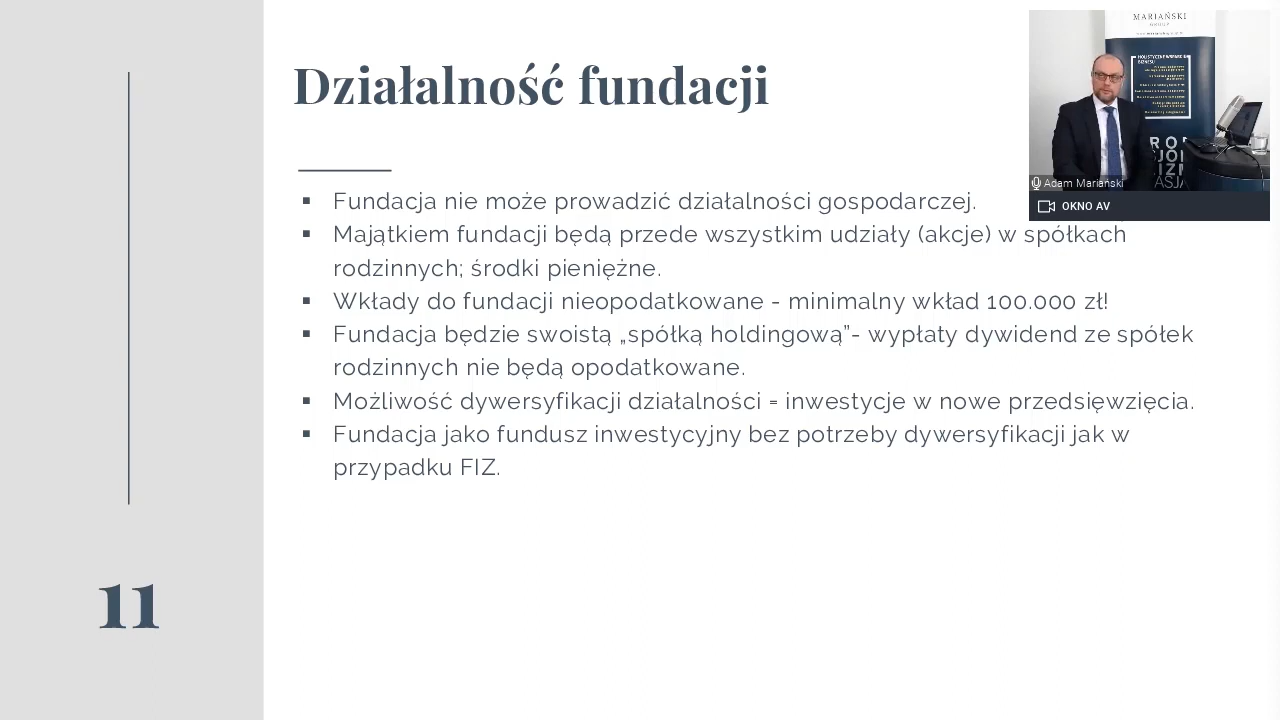 Działalność fundacji
▪ Fundacja nie może prowadzić działalności gospodarczej.
▪ Majątkiem fundacji będą przede wszystkim udziały (akcje) w spółkach
rodzinnych; środki pieniężne.
▪ Wkłady do fundacji nieopodatkowane - minimalny wkład 100.000 zł!
▪ Fundacja będzie swoistą „spółką holdingową”- wypłaty dywidend ze spółek
rodzinnych nie będą opodatkowane.
▪ Możliwość dywersyfikacji działalności = inwestycje w nowe przedsięwzięcia.
▪ Fundacja jako fundusz inwestycyjny bez potrzeby dywersyfikacji jak w
przypadku FIZ.
11
MARIAŃSKI
GROUP
Adam Mariański
OKNO AV